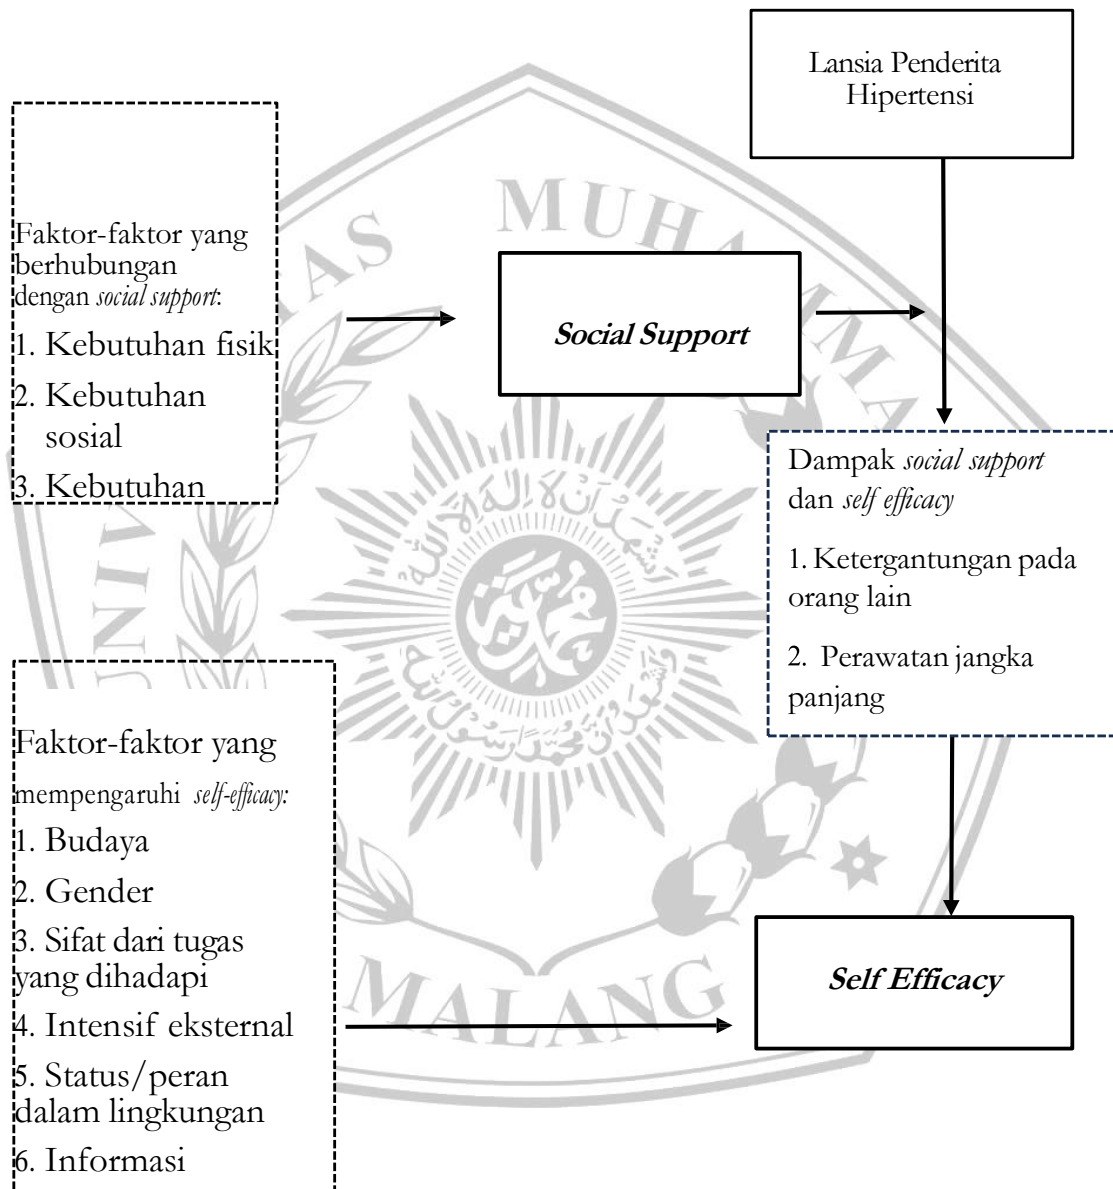 Lansia Penderita
Hipertensi
Faktor-faktor yang
berhubungan
dengan social support:
1. Kebutuhan fisik
2. Kebutuhan
sosial
3. Kebutuhan
Social Support
Dampak social support
dan self efficacy
1. Ketergantungan pada
orang lain
2. Perawatan jangka
panjang
Faktor-faktor yang
mempengaruhi self-efficacy:
1. Budaya
2. Gender
3. Sifat dari tugas
yang dihadapi
4. Intensif eksternal
5. Status/peran
dalam lingkungan
6. Informasi
Self Efficacy
MUHAMMA
MALANG